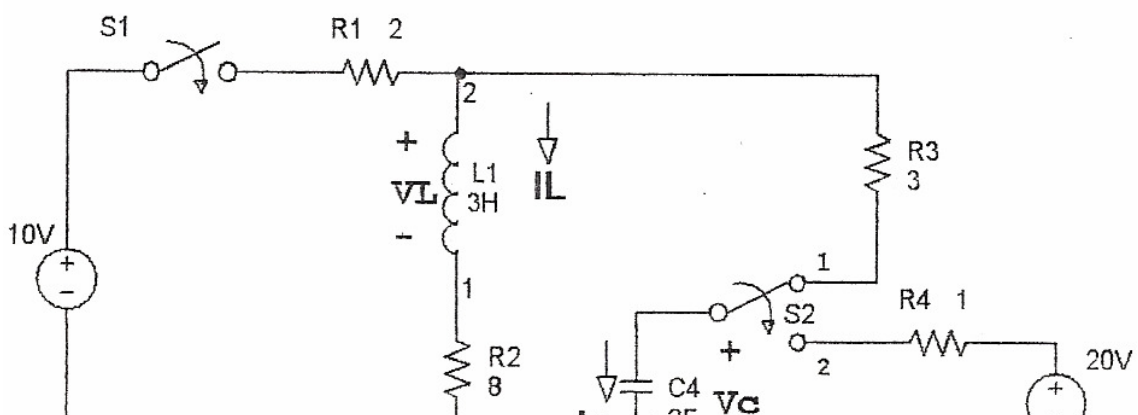 S1
R1 2
2
+
L1
3H
VL
-
IL
R3
3
10V
+
-
1
1
R4 1
S2
2
+
R2
8
C4
Vc
20V
+